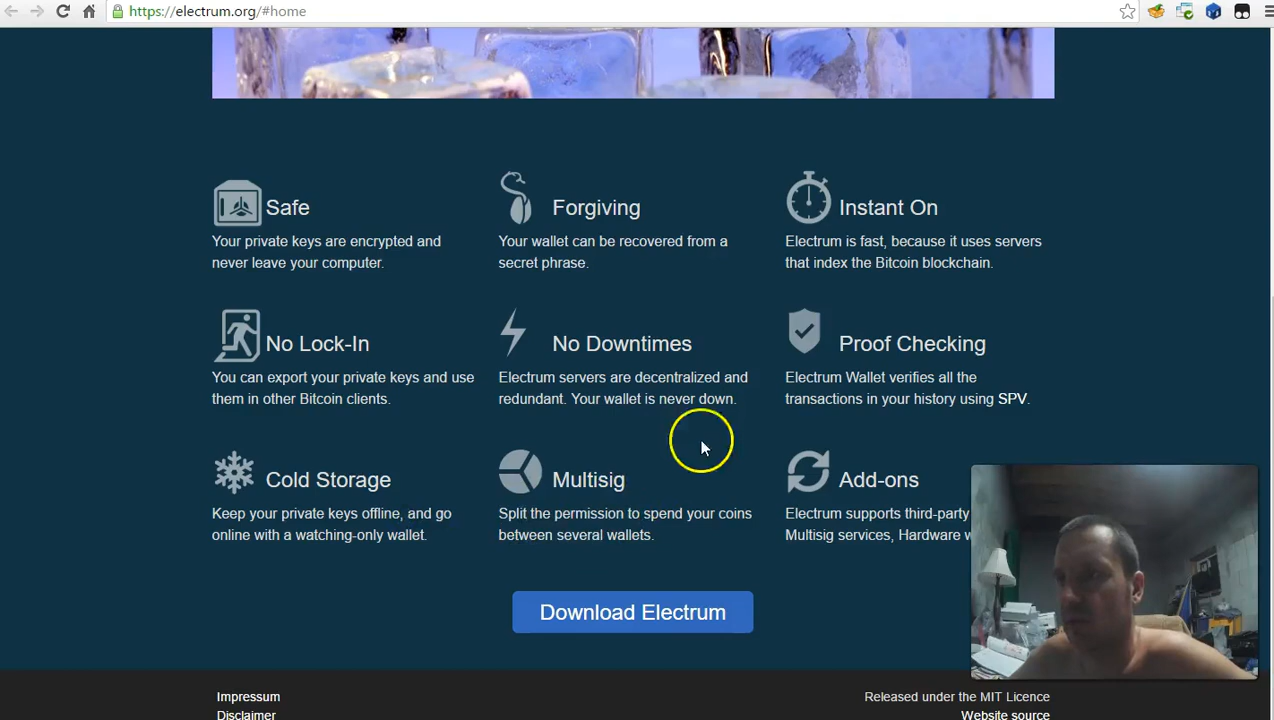 https://electrum.org/#home
Safe
Your private keys are encrypted and
never leave your computer.
Forgiving
Your wallet can be recovered from a
secret phrase.
Instant On
Electrum is fast, because it uses servers
that index the Bitcoin blockchain.
No Lock-In
You can export your private keys and use
them in other Bitcoin clients.
No Downtimes
Electrum servers are decentralized and
redundant. Your wallet is never down.
Proof Checking
Electrum Wallet verifies all the
transactions in your history using SPV.
Cold Storage
Keep your private keys offline, and go
online with a watching-only wallet.
Multisig
Split the permission to spend your coins
between several wallets.
Add-ons
Electrum supports third-party
Multisig services, Hardware
Download Electrum
Impressum
Released under the MIT Licence
Disclaimer
Website source